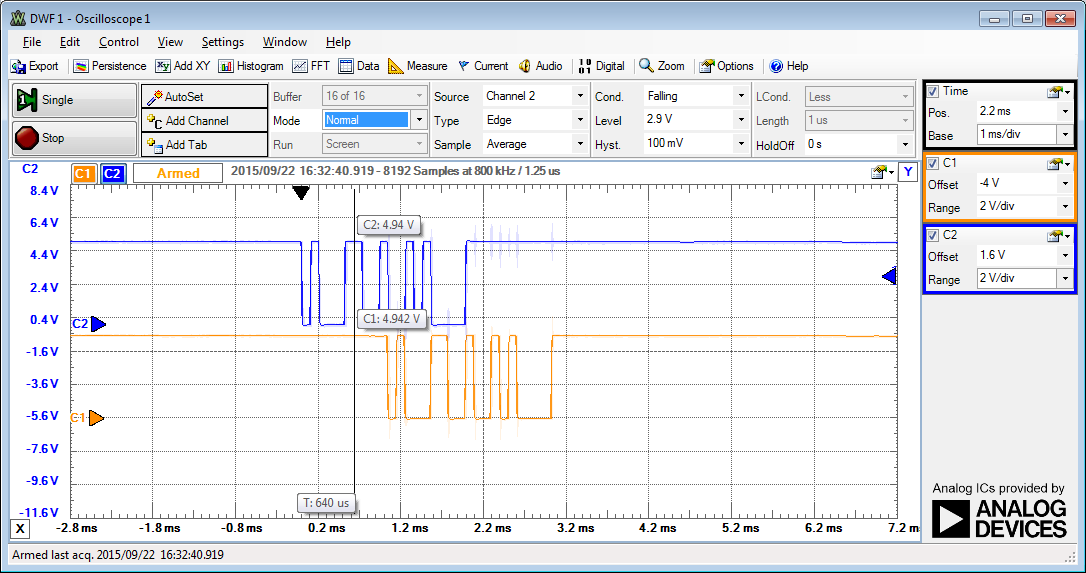 DWF1 - Oscilloscope1
File Edit Control View Settings Window Help
Export Persistence Add XY Histogram FFT Data Measure Current Audio Digital Zoom Options Help
Single
Stop
AutoSet
Add Channel
Add Tab
Buffer 16 of 16
Mode Normal
Run Screen
Source Channel 2
Type Edge
Sample Average
Cond. Falling
Level 2.9 V
Hyst. 100 mV
LCond. Less
Length 1 us
HoldOff 0 s
Time
Pos. 2.2 ms
Base 1 ms/div
C1
Offset -4 V
Range 2 V/div
C2
Offset 1.6 V
Range 2 V/div
C2 C1 C2 Armed 2015/09/22 16:32:40.919 - 8192 Samples at 800 kHz / 1.25 us Y
8.4 V
6.4 V
4.4 V
2.4 V
0.4 V
-1.6 V
-3.6 V
-5.6 V
-7.6 V
-9.6 V
-11.6 V
C2: 4.94 V
C1: 4.942 V
C2
C1
T: 640 us
X -2.8 ms -1.8 ms -0.8 ms 0.2 ms 1.2 ms 2.2 ms 3.2 ms 4.2 ms 5.2 ms 6.2 ms 7.2 ms
Analog ICs provided by
ANALOG
DEVICES
Armed last acq. 2015/09/22 16:32:40.919